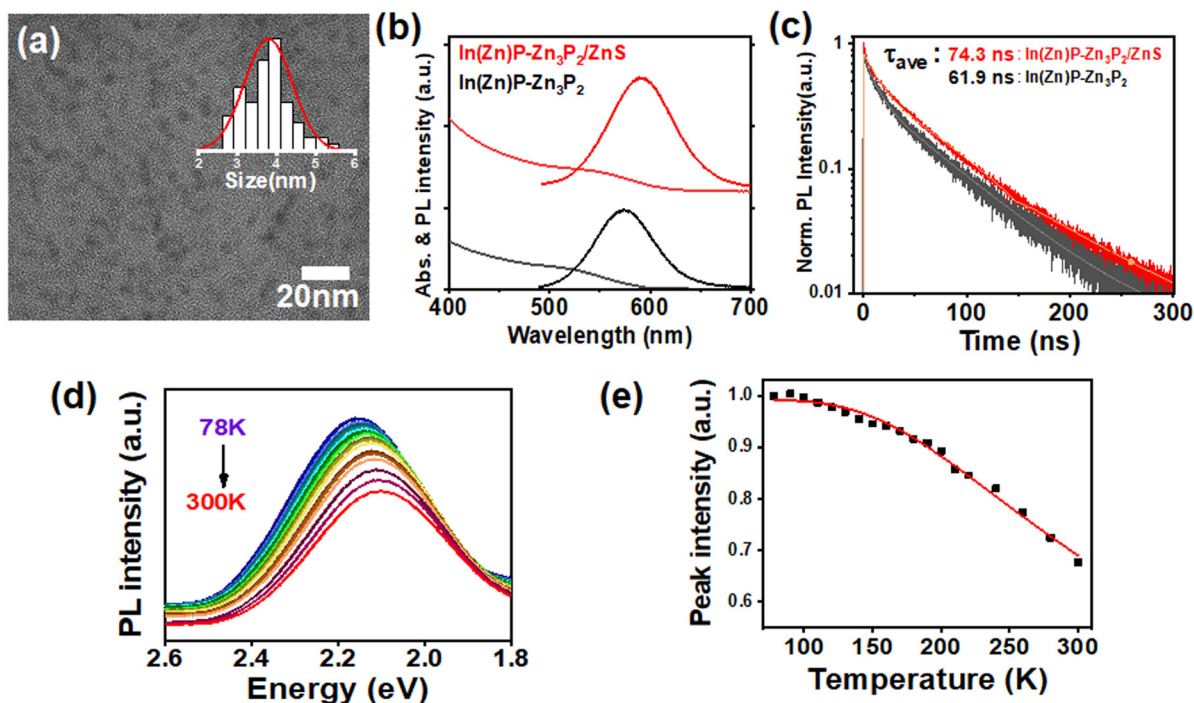 (a)
2 3 4 5 6
Size(nm)
20nm
(b)
In(Zn)P-Zn₃P₂/ZnS
In(Zn)P-Zn₃P₂
Abs. & PL intensity (a.u.)
400 500 600 700
Wavelength (nm)
(c)
τave : 74.3 ns : In(Zn)P-Zn₃P₂/ZnS
61.9 ns : In(Zn)P-Zn₃P₂
Norm. PL Intensity(a.u.)
1
0.1
0.01
0 100 200 300
Time (ns)
(d)
78K
300K
PL intensity (a.u.)
2.6 2.4 2.2 2.0 1.8
Energy (eV)
(e)
Peak intensity (a.u.)
1.0
0.9
0.8
0.7
0.6
100 150 200 250 300
Temperature (K)